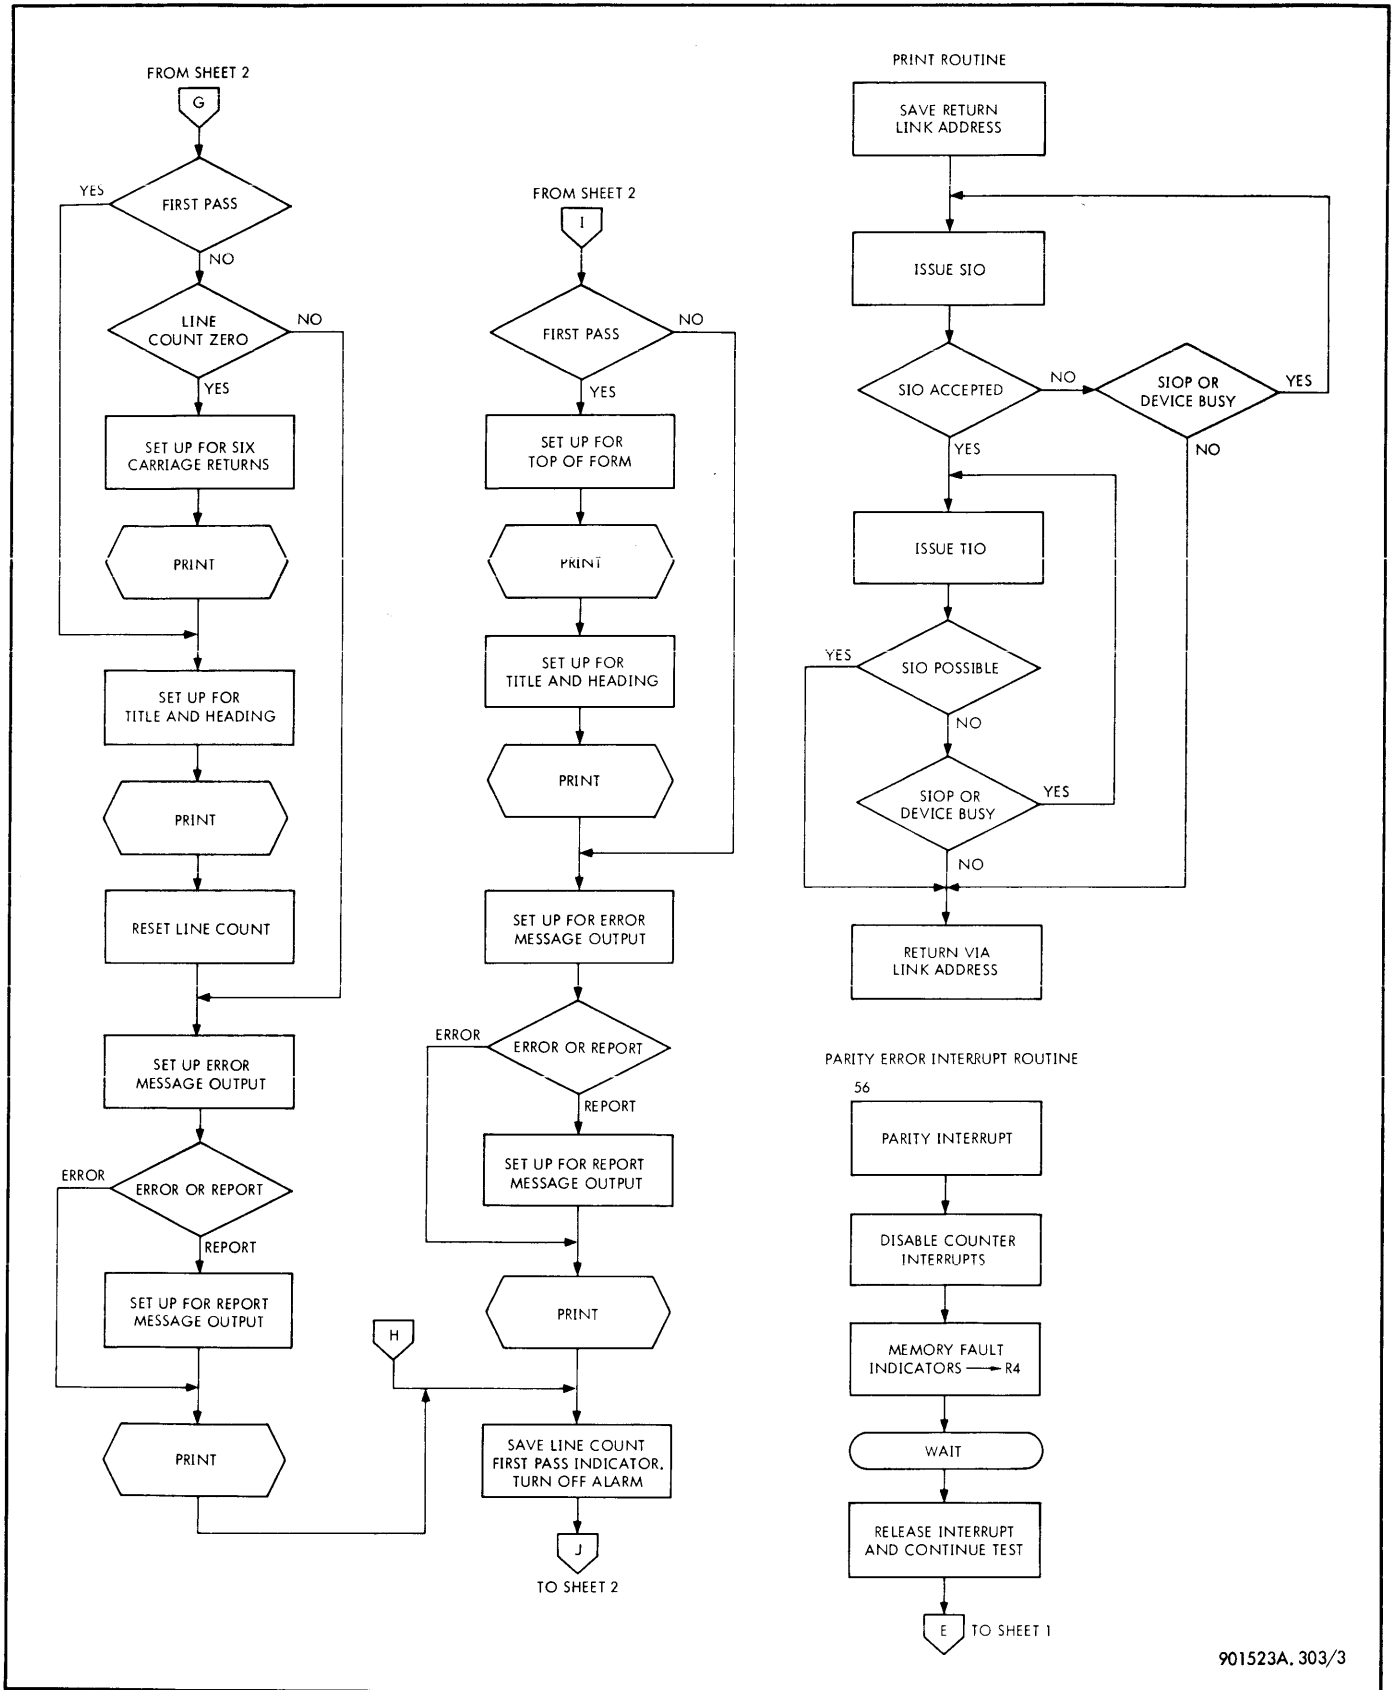 FROM SHEET 2
G
FIRST PASS
YES
NO
LINE
COUNT ZERO
NO
YES
SET UP FOR SIX
CARRIAGE RETURNS
PRINT
SET UP FOR
TITLE AND HEADING
PRINT
RESET LINE COUNT
SET UP ERROR
MESSAGE OUTPUT
ERROR OR REPORT
ERROR
REPORT
SET UP FOR REPORT
MESSAGE OUTPUT
PRINT
FROM SHEET 2
I
FIRST PASS
NO
YES
SET UP FOR
TOP OF FORM
PRINT
SET UP FOR
TITLE AND HEADING
PRINT
SET UP FOR ERROR
MESSAGE OUTPUT
ERROR OR REPORT
ERROR
REPORT
SET UP FOR REPORT
MESSAGE OUTPUT
PRINT
H
SAVE LINE COUNT
FIRST PASS INDICATOR.
TURN OFF ALARM
J
TO SHEET 2
PRINT ROUTINE
SAVE RETURN
LINK ADDRESS
ISSUE SIO
SIO ACCEPTED
NO
SIOP OR
DEVICE BUSY
YES
NO
YES
ISSUE TIO
SIO POSSIBLE
YES
NO
SIOP OR
DEVICE BUSY
YES
NO
RETURN VIA
LINK ADDRESS
PARITY ERROR INTERRUPT ROUTINE
56
PARITY INTERRUPT
DISABLE COUNTER
INTERRUPTS
MEMORY FAULT
INDICATORS → R4
WAIT
RELEASE INTERRUPT
AND CONTINUE TEST
E
TO SHEET 1
901523A. 303/3